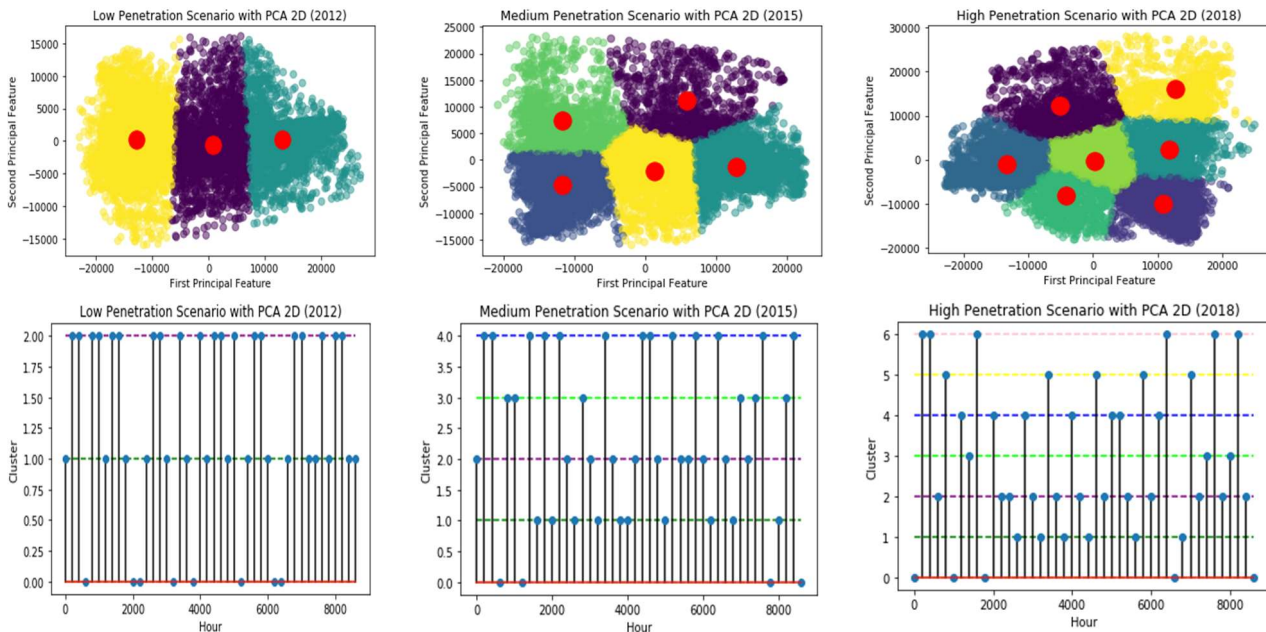 Low Penetration Scenario with PCA 2D (2012)
Second Principal Feature
15000
10000
5000
0
−5000
−10000
−15000
−20000 −10000 0 10000 20000
First Principal Feature
Medium Penetration Scenario with PCA 2D (2015)
Second Principal Feature
20000
15000
10000
5000
0
−5000
−10000
−15000
−20000 −10000 0 10000 20000
First Principal Feature
High Penetration Scenario with PCA 2D (2018)
Second Principal Feature
30000
20000
10000
0
−10000
−20000
−20000 −10000 0 10000 20000
First Principal Feature
Low Penetration Scenario with PCA 2D (2012)
Cluster
2.00
1.75
1.50
1.25
1.00
0.75
0.50
0.25
0.00
0 2000 4000 6000 8000
Hour
Medium Penetration Scenario with PCA 2D (2015)
Cluster
4.0
3.5
3.0
2.5
2.0
1.5
1.0
0.5
0.0
0 2000 4000 6000 8000
Hour
High Penetration Scenario with PCA 2D (2018)
Cluster
6
5
4
3
2
1
0
0 2000 4000 6000 8000
Hour